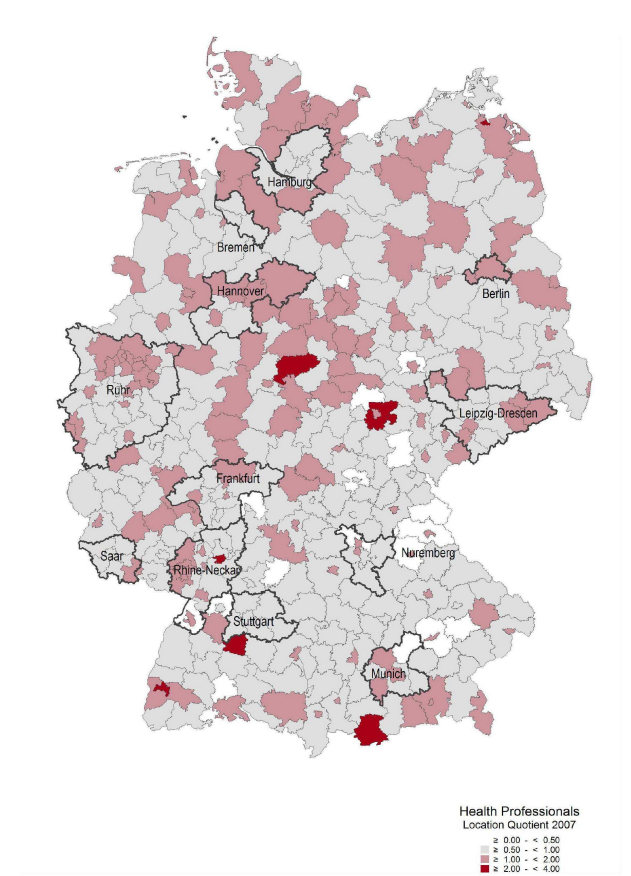 Hamburg
Bremen
Hannover
Berlin
Ruhr
Leipzig-Dresden
Frankfurt
Saar
Rhine-Neckar
Nuremberg
Stuttgart
Munich
Health Professionals
Location Quotient 2007
≥ 0.00 - < 0.50
≥ 0.50 - < 1.00
≥ 1.00 - < 2.00
≥ 2.00 - < 4.00